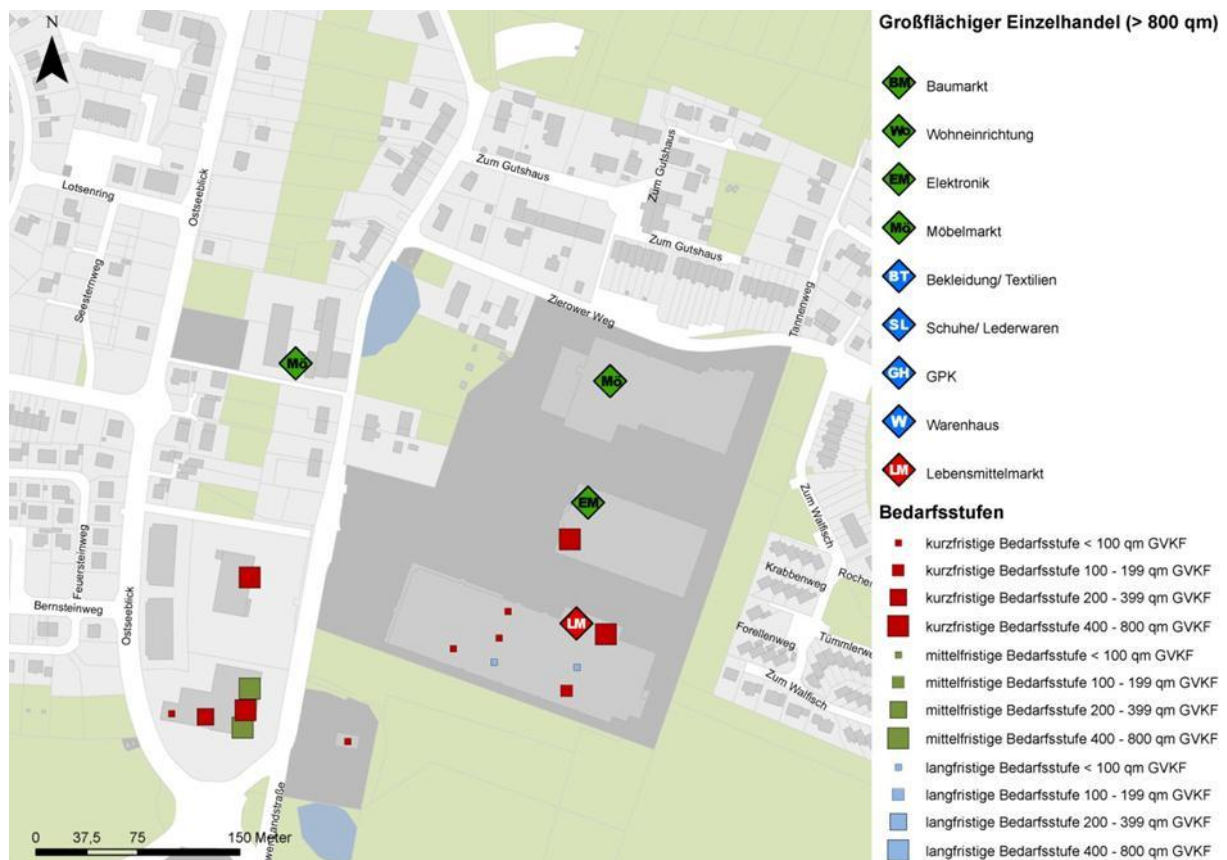 N
Lotsenring
Ostseeblick
Seesternweg
Zum Gutshaus
Zum Gutshaus
Zum Gutshaus
Zierower Weg
Tannenweg
Mö
Mö
EM
LM
Feuersteinweg
Bernsteinweg
Ostseeblick
Zum Walfisch
Krabbenweg
Forellenweg
Zum Walfisch
0 37,5 75 150 Meter
Großflächiger Einzelhandel (> 800 qm)
BM Baumarkt
Wo Wohneinrichtung
EM Elektronik
Mö Möbelmarkt
BT Bekleidung/ Textilien
SL Schuhe/ Lederwaren
GH GPK
W Warenhaus
LM Lebensmittelmarkt
Bedarfsstufen
kurzfristige Bedarfsstufe < 100 qm GVKF
kurzfristige Bedarfsstufe 100 - 199 qm GVKF
kurzfristige Bedarfsstufe 200 - 399 qm GVKF
kurzfristige Bedarfsstufe 400 - 800 qm GVKF
mittelfristige Bedarfsstufe < 100 qm GVKF
mittelfristige Bedarfsstufe 100 - 199 qm GVKF
mittelfristige Bedarfsstufe 200 - 399 qm GVKF
mittelfristige Bedarfsstufe 400 - 800 qm GVKF
langfristige Bedarfsstufe < 100 qm GVKF
langfristige Bedarfsstufe 100 - 199 qm GVKF
langfristige Bedarfsstufe 200 - 399 qm GVKF
langfristige Bedarfsstufe 400 - 800 qm GVKF